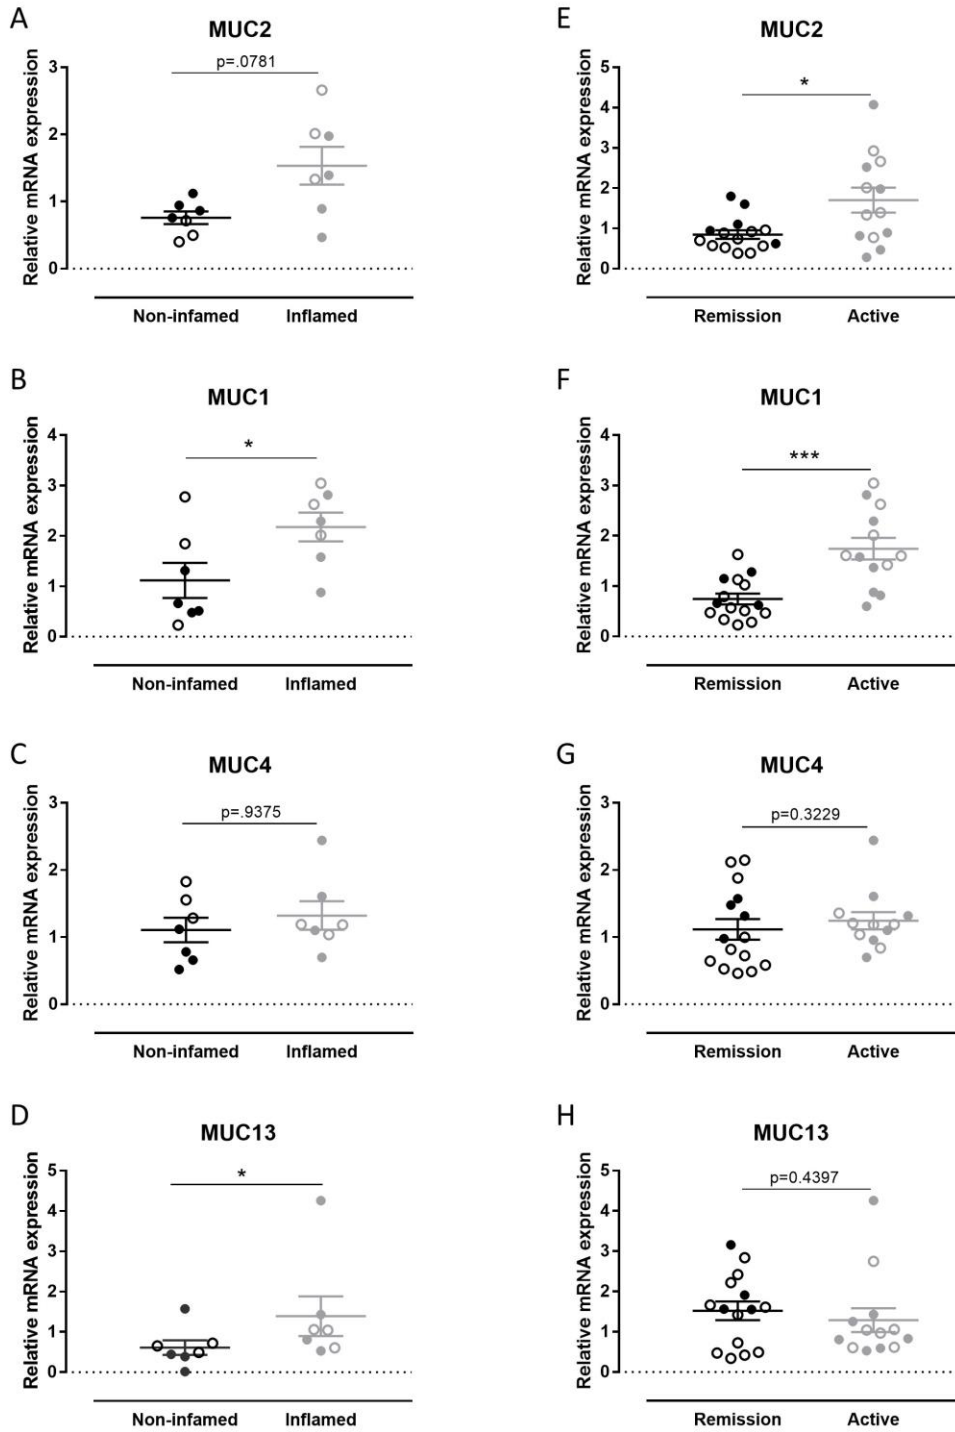 A
MUC2
p=.0781
Relative mRNA expression
3
2
1
0
Non-infamed Inflamed
E
MUC2
*
Relative mRNA expression
5
4
3
2
1
0
Remission Active
B
MUC1
*
Relative mRNA expression
4
3
2
1
0
Non-infamed Inflamed
F
MUC1
***
Relative mRNA expression
4
3
2
1
0
Remission Active
C
MUC4
p=.9375
Relative mRNA expression
3
2
1
0
Non-infamed Inflamed
G
MUC4
p=0.3229
Relative mRNA expression
3
2
1
0
Remission Active
D
MUC13
*
Relative mRNA expression
5
4
3
2
1
0
Non-infamed Inflamed
H
MUC13
p=0.4397
Relative mRNA expression
5
4
3
2
1
0
Remission Active